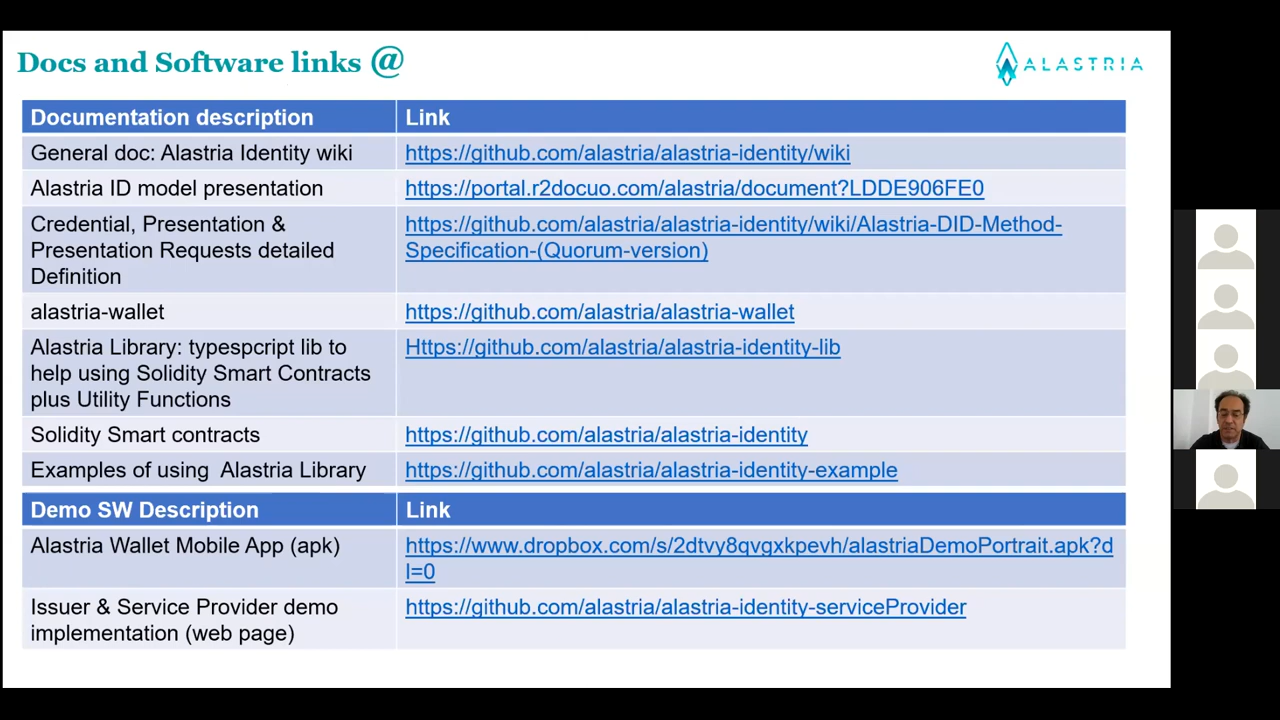 Docs and Software links @
ALASTRIA
Documentation description Link
General doc: Alastria Identity wiki https://github.com/alastria/alastria-identity/wiki
Alastria ID model presentation https://portal.r2docuo.com/alastria/document?LDDE906FE0
Credential, Presentation & https://github.com/alastria/alastria-identity/wiki/Alastria-DID-Method-
Presentation Requests detailed Specification-(Quorum-version)
Definition
alastria-wallet https://github.com/alastria/alastria-wallet
Alastria Library: typespcript lib to Https://github.com/alastria/alastria-identity-lib
help using Solidity Smart Contracts
plus Utility Functions
Solidity Smart contracts https://github.com/alastria/alastria-identity
Examples of using Alastria Library https://github.com/alastria/alastria-identity-example
Demo SW Description Link
Alastria Wallet Mobile App (apk) https://www.dropbox.com/s/2dtvy8qvgxkpevh/alastriaDemoPortrait.apk?d
l=0
Issuer & Service Provider demo https://github.com/alastria/alastria-identity-serviceProvider
implementation (web page)